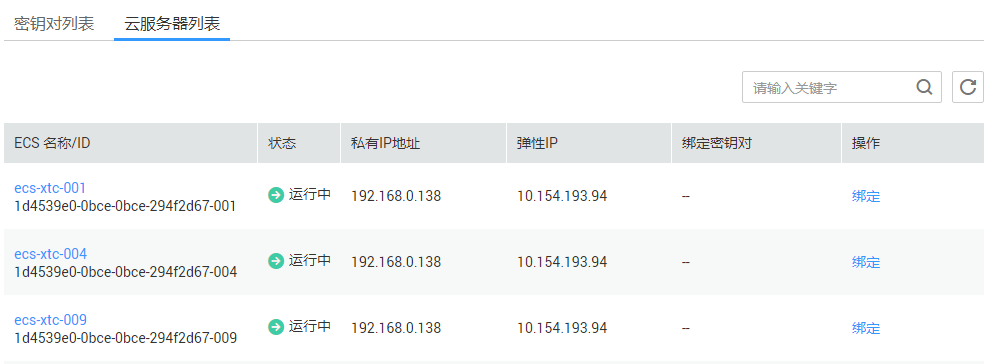 密钥对列表 云服务器列表
请输入关键字
ECS 名称/ID 状态 私有IP地址 弹性IP 绑定密钥对 操作
ecs-xtc-001
1d4539e0-0bce-0bce-294f2d67-001 运行中 192.168.0.138 10.154.193.94 -- 绑定
ecs-xtc-004
1d4539e0-0bce-0bce-294f2d67-004 运行中 192.168.0.138 10.154.193.94 -- 绑定
ecs-xtc-009
1d4539e0-0bce-0bce-294f2d67-009 运行中 192.168.0.138 10.154.193.94 -- 绑定